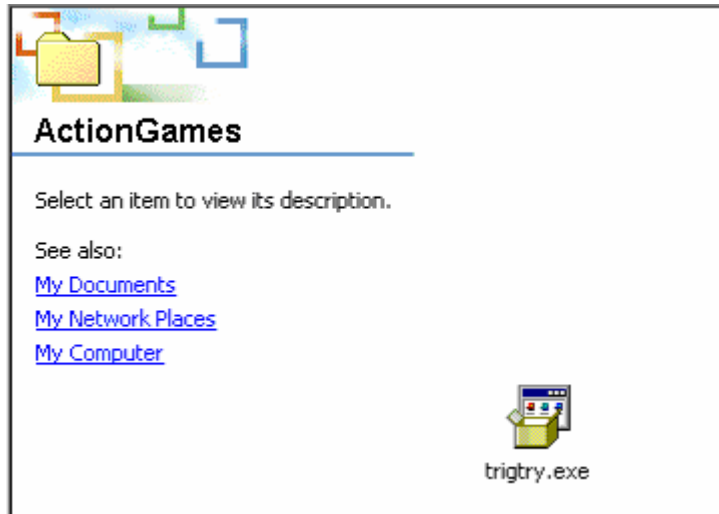 ActionGames
Select an item to view its description.
See also:
My Documents
My Network Places
My Computer
trigtry.exe